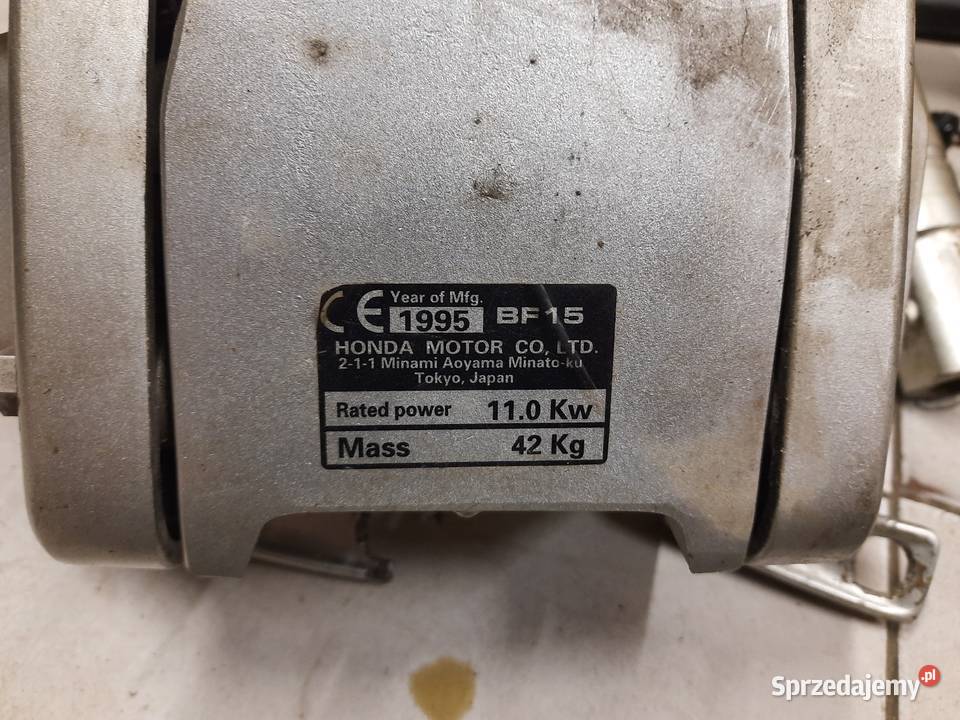 CE Year of Mfg.
1995 BF15
HONDA MOTOR CO., LTD.
2-1-1 Minami Aoyama Minato-ku
Tokyo, Japan
Rated power 11.0 Kw
Mass 42 Kg
Sprzedajemy.pl